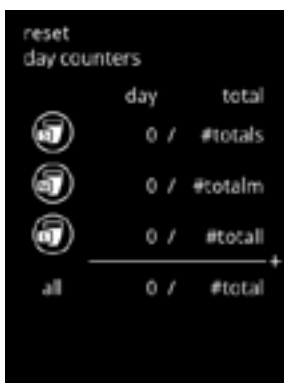 reset
day counters
day total
0 / #totals
0 / #totalm
0 / #totall
+
all 0 / #total